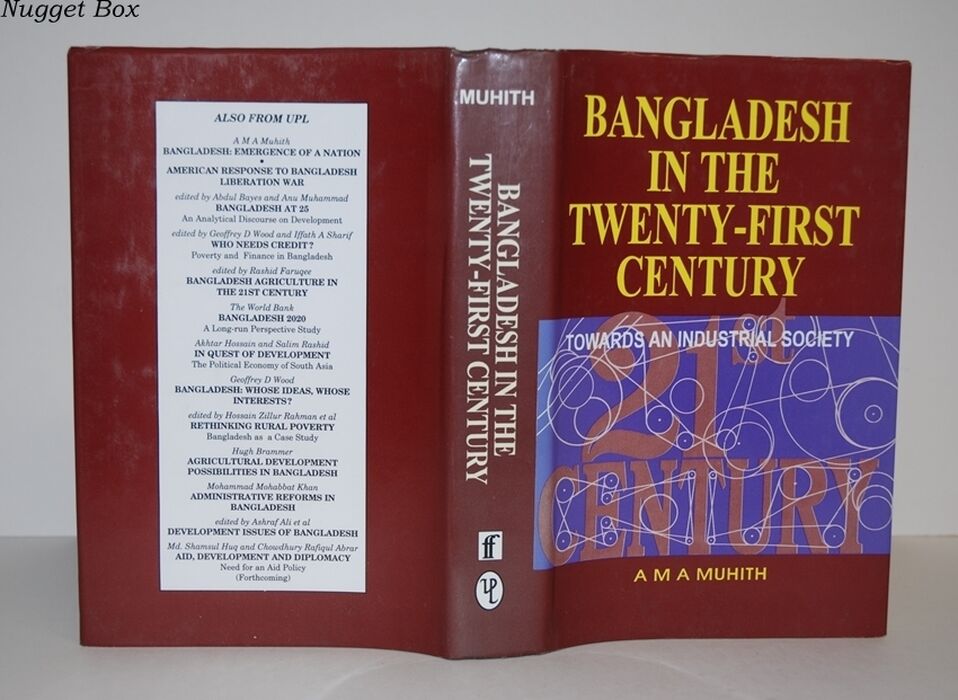 Nugget Box
ALSO FROM UPL
A M A Muhith
BANGLADESH: EMERGENCE OF A NATION
•
AMERICAN RESPONSE TO BANGLADESH
LIBERATION WAR
edited by Abdul Bayes and Anu Muhammad
BANGLADESH AT 25
An Analytical Discourse on Development
edited by Geoffrey D Wood and Iffath A Sharif
WHO NEEDS CREDIT?
Poverty and Finance in Bangladesh
edited by Rashid Faruqee
BANGLADESH AGRICULTURE IN
THE 21ST CENTURY
The World Bank
BANGLADESH 2020
A Long-run Perspective Study
Akhtar Hossain and Salim Rashid
IN QUEST OF DEVELOPMENT
The Political Economy of South Asia
Geoffrey D Wood
BANGLADESH: WHOSE IDEAS, WHOSE
INTERESTS?
edited by Hossain Zillur Rahman et al
RETHINKING RURAL POVERTY
Bangladesh as a Case Study
Hugh Brammer
AGRICULTURAL DEVELOPMENT
POSSIBILITIES IN BANGLADESH
Mohammad Mohabbat Khan
ADMINISTRATIVE REFORMS IN
BANGLADESH
edited by Ashraf Ali et al
DEVELOPMENT ISSUES OF BANGLADESH
Md. Shamsul Huq and Chowdhury Rafiqul Abrar
AID, DEVELOPMENT AND DIPLOMACY
Need for an Aid Policy
(Forthcoming)
MUHITH
BANGLADESH IN THE
TWENTY-FIRST CENTURY
ff
UPL
BANGLADESH
IN THE
TWENTY-FIRST
CENTURY
TOWARDS AN INDUSTRIAL SOCIETY
21st
CENTURY
A M A MUHITH